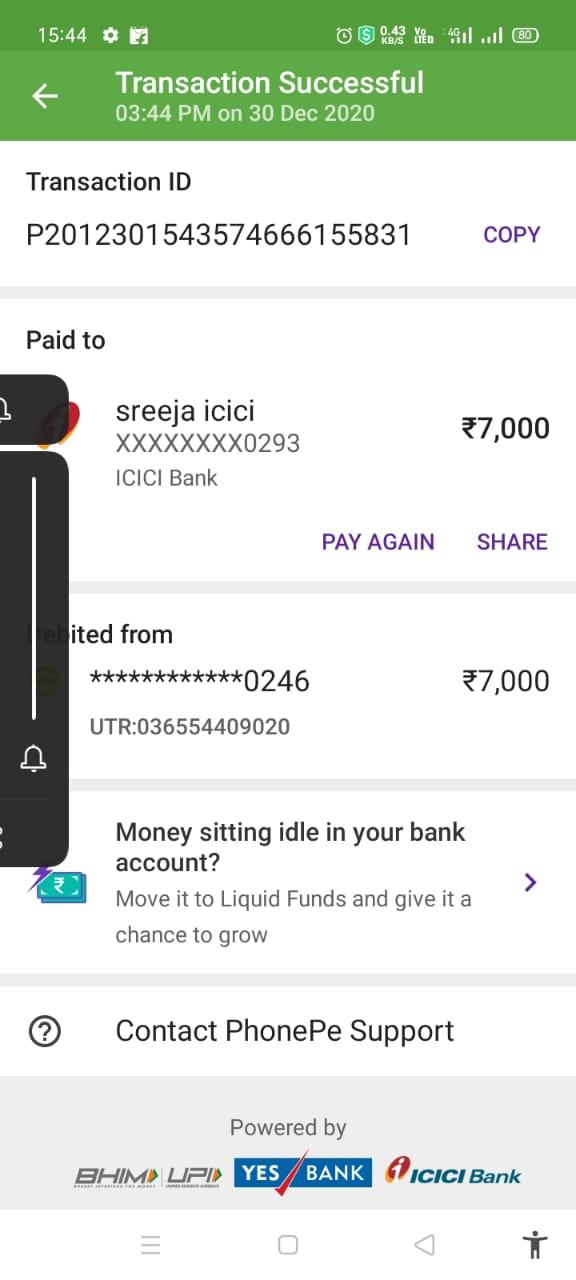 15:44
0.43 KB/S
Vo LTED
4G
80
Transaction Successful
03:44 PM on 30 Dec 2020
Transaction ID
P2012301543574666155831
COPY
Paid to
sreeja icici
₹7,000
XXXXXXXX0293
ICICI Bank
PAY AGAIN
SHARE
Debited from
************0246
₹7,000
UTR:036554409020
Money sitting idle in your bank
account?
Move it to Liquid Funds and give it a
chance to grow
Contact PhonePe Support
Powered by
BHIM
UPI
YES BANK
ICICI Bank